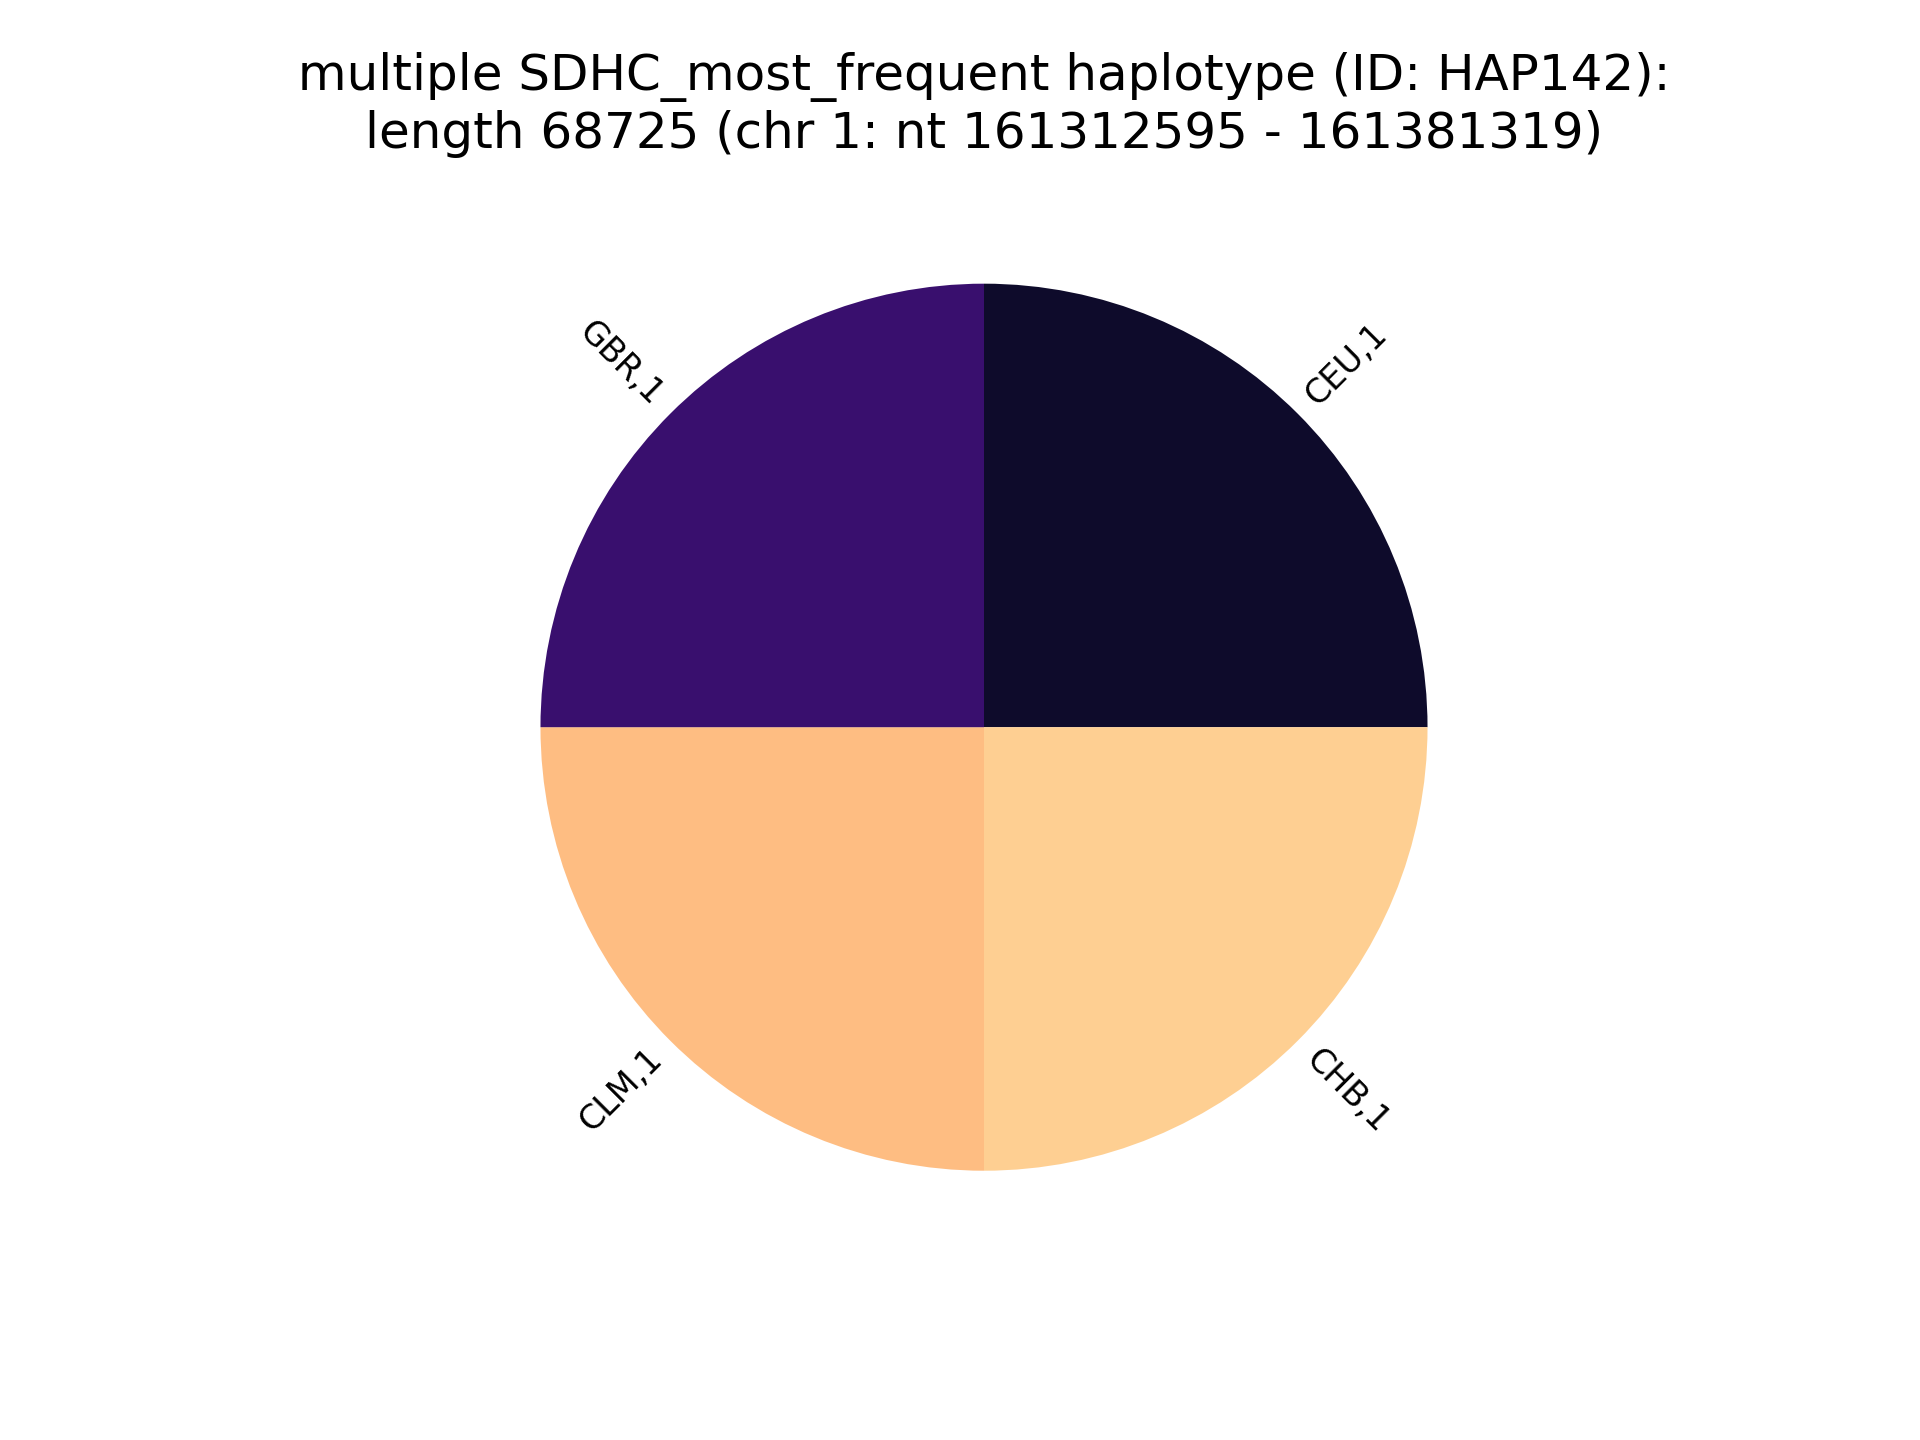 multiple SDHC_most_frequent haplotype (ID: HAP142):
length 68725 (chr 1: nt 161312595 - 161381319)
GBR,1
CEU,1
CLM,1
CHB,1